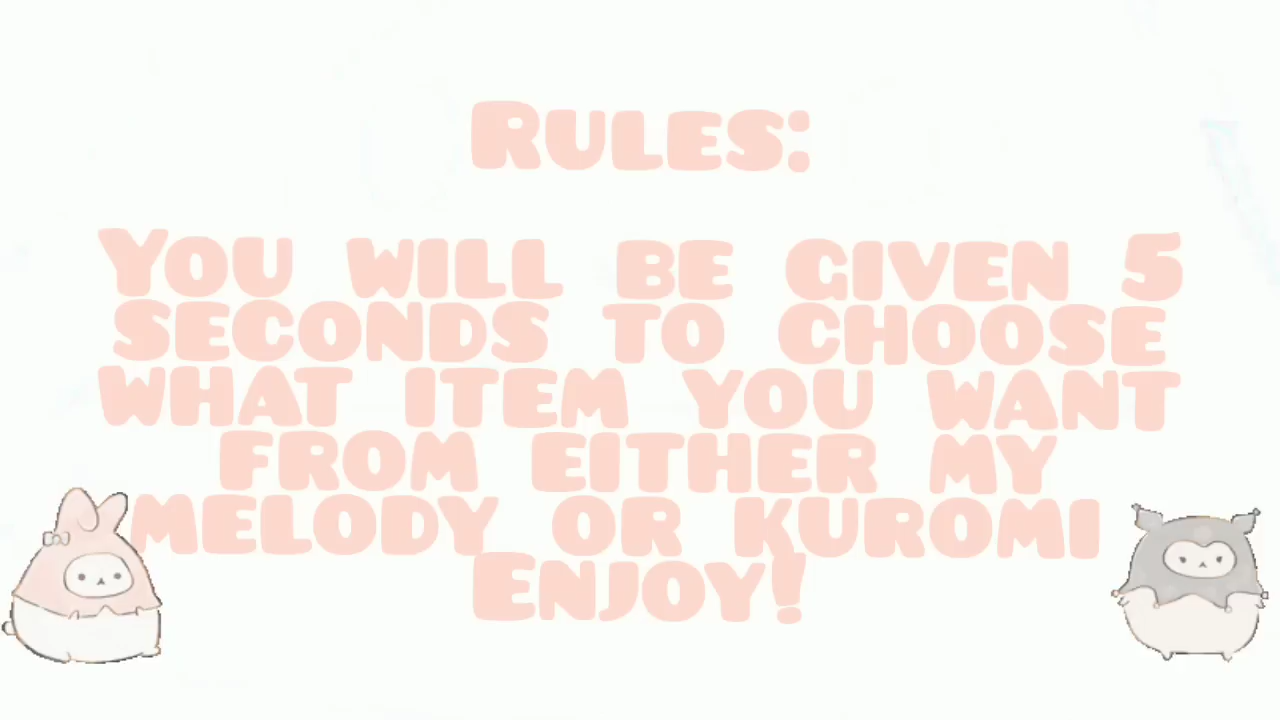 Rules:
You will be given 5
seconds to choose
what item you want
from either my
melody or kuromi
Enjoy!